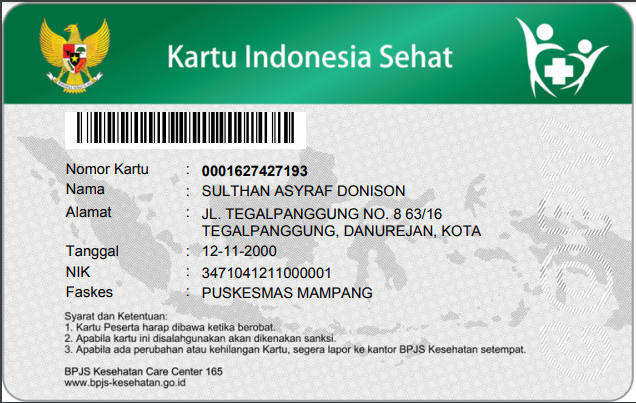 Kartu Indonesia Sehat
Nomor Kartu : 0001627427193
Nama : SULTHAN ASYRAF DONISON
Alamat : JL. TEGALPANGGUNG NO. 8 63/16
TEGALPANGGUNG, DANUREJAN, KOTA
Tanggal : 12-11-2000
NIK : 3471041211000001
Faskes : PUSKESMAS MAMPANG
Syarat dan Ketentuan:
1. Kartu Peserta harap dibawa ketika berobat.
2. Apabila kartu ini disalahgunakan akan dikenakan sanksi.
3. Apabila ada perubahan atau kehilangan Kartu, segera lapor ke kantor BPJS Kesehatan setempat.
BPJS Kesehatan Care Center 165
www.bpjs-kesehatan.go.id